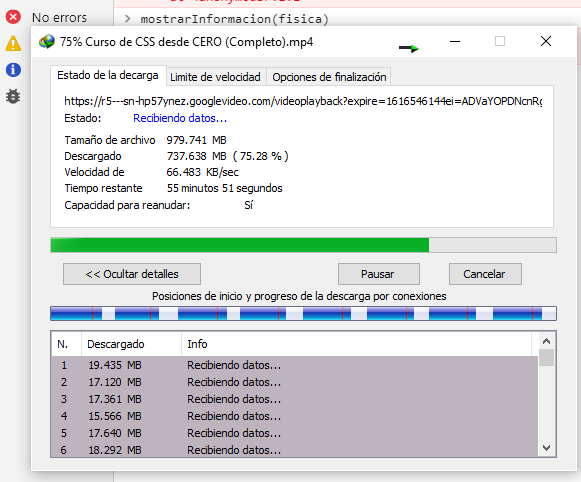 No errors
> mostrarInformacion(fisica)
75% Curso de CSS desde CERO (Completo).mp4
Estado de la decarga
Limite de velocidad
Opciones de finalización
https://r5---sn-hp57ynez.googlevideo.com/videoplayback?expire=1616546144ei=ADVaYOPDNcnRg
Estado: Recibiendo datos...
Tamaño de archivo 979.741 MB
Descargado 737.638 MB ( 75.28 % )
Velocidad de 66.483 KB/sec
Tiempo restante 55 minutos 51 segundos
Capacidad para reanudar: Sí
<< Ocultar detalles
Pausar
Cancelar
Posiciones de inicio y progreso de la descarga por conexiones
N. Descargado Info
1 19.435 MB Recibiendo datos...
2 17.120 MB Recibiendo datos...
3 17.361 MB Recibiendo datos...
4 15.566 MB Recibiendo datos...
5 17.640 MB Recibiendo datos...
6 18.292 MB Recibiendo datos...